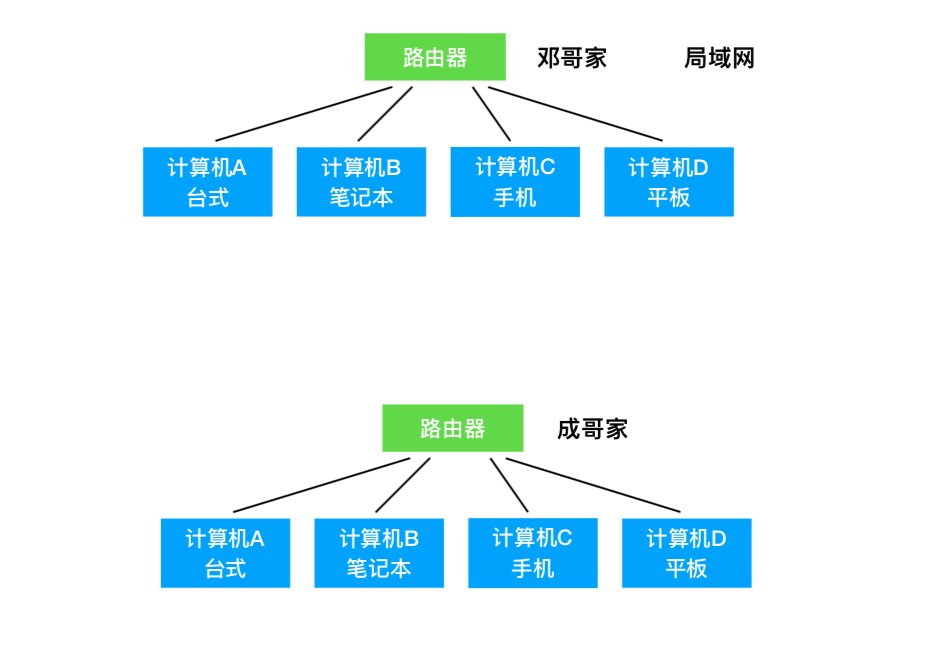 路由器 邓哥家 局域网
计算机A 计算机B 计算机C 计算机D
台式 笔记本 手机 平板
路由器 成哥家
计算机A 计算机B 计算机C 计算机D
台式 笔记本 手机 平板